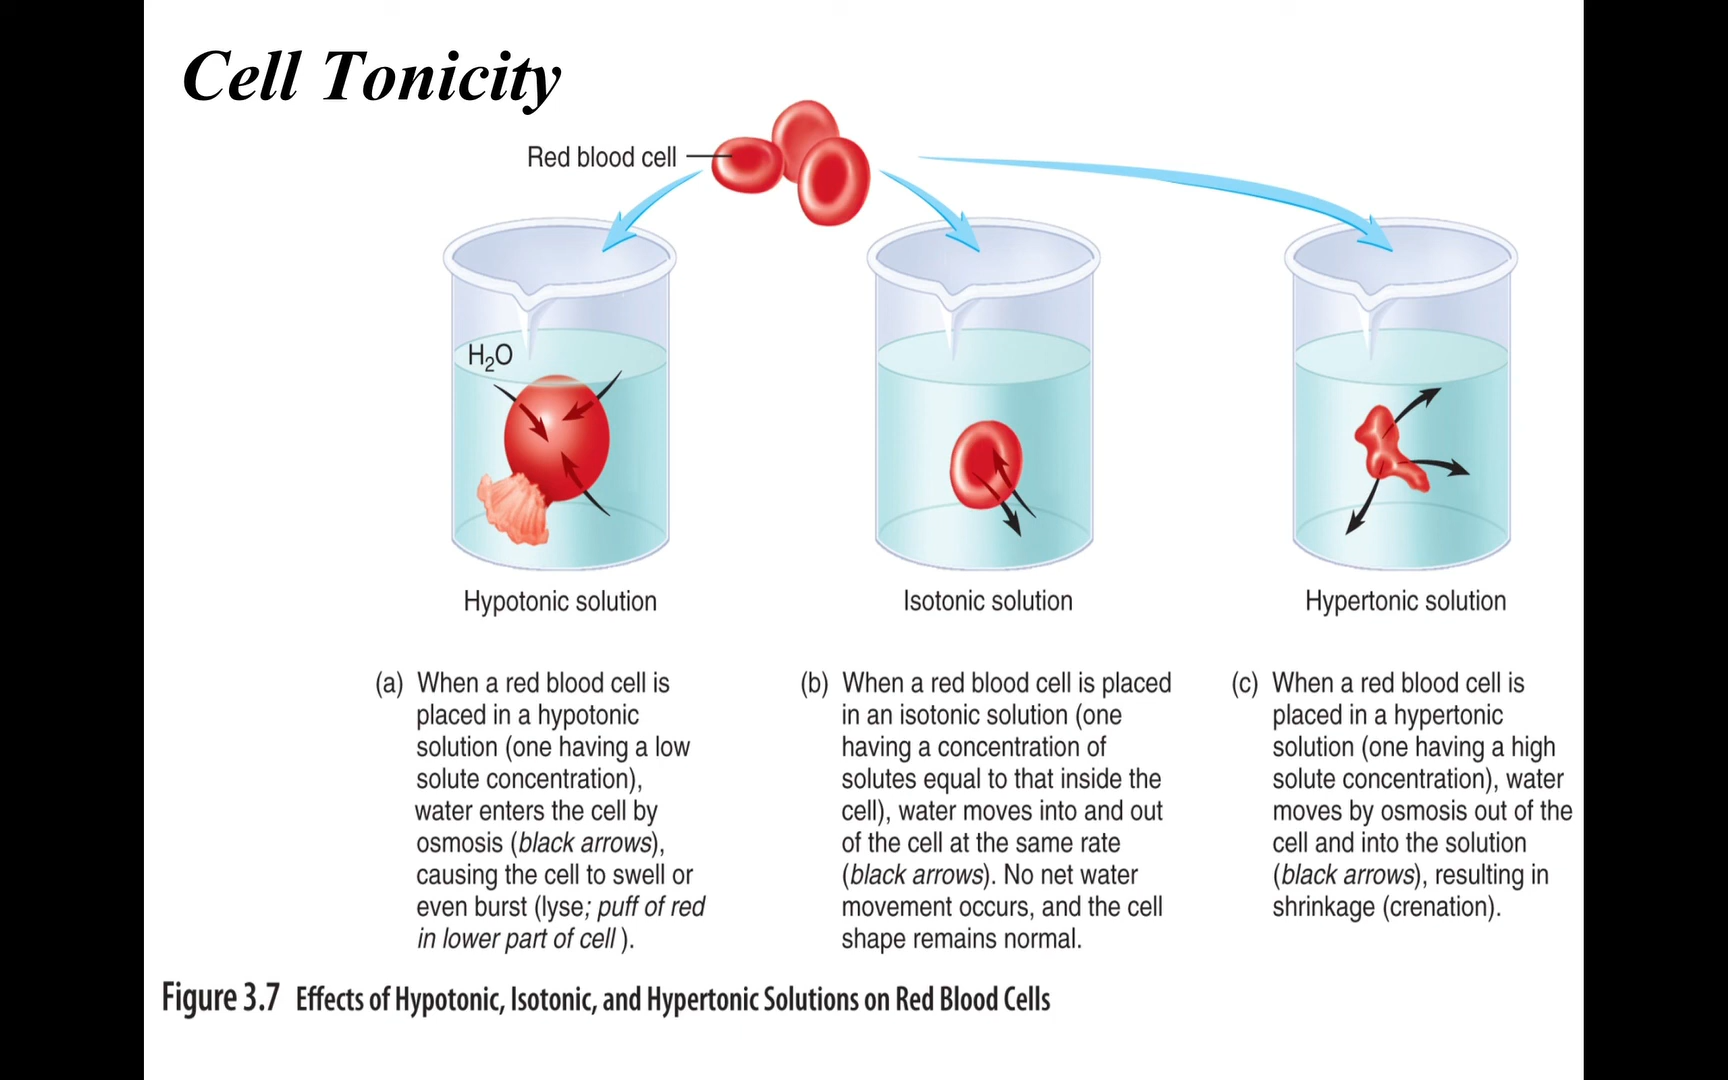 Cell Tonicity
Red blood cell
H₂O
Hypotonic solution
Isotonic solution
Hypertonic solution
(a) When a red blood cell is
placed in a hypotonic
solution (one having a low
solute concentration),
water enters the cell by
osmosis (black arrows),
causing the cell to swell or
even burst (lyse; puff of red
in lower part of cell ).
(b) When a red blood cell is placed
in an isotonic solution (one
having a concentration of
solutes equal to that inside the
cell), water moves into and out
of the cell at the same rate
(black arrows). No net water
movement occurs, and the cell
shape remains normal.
(c) When a red blood cell is
placed in a hypertonic
solution (one having a high
solute concentration), water
moves by osmosis out of the
cell and into the solution
(black arrows), resulting in
shrinkage (crenation).
Figure 3.7 Effects of Hypotonic, Isotonic, and Hypertonic Solutions on Red Blood Cells